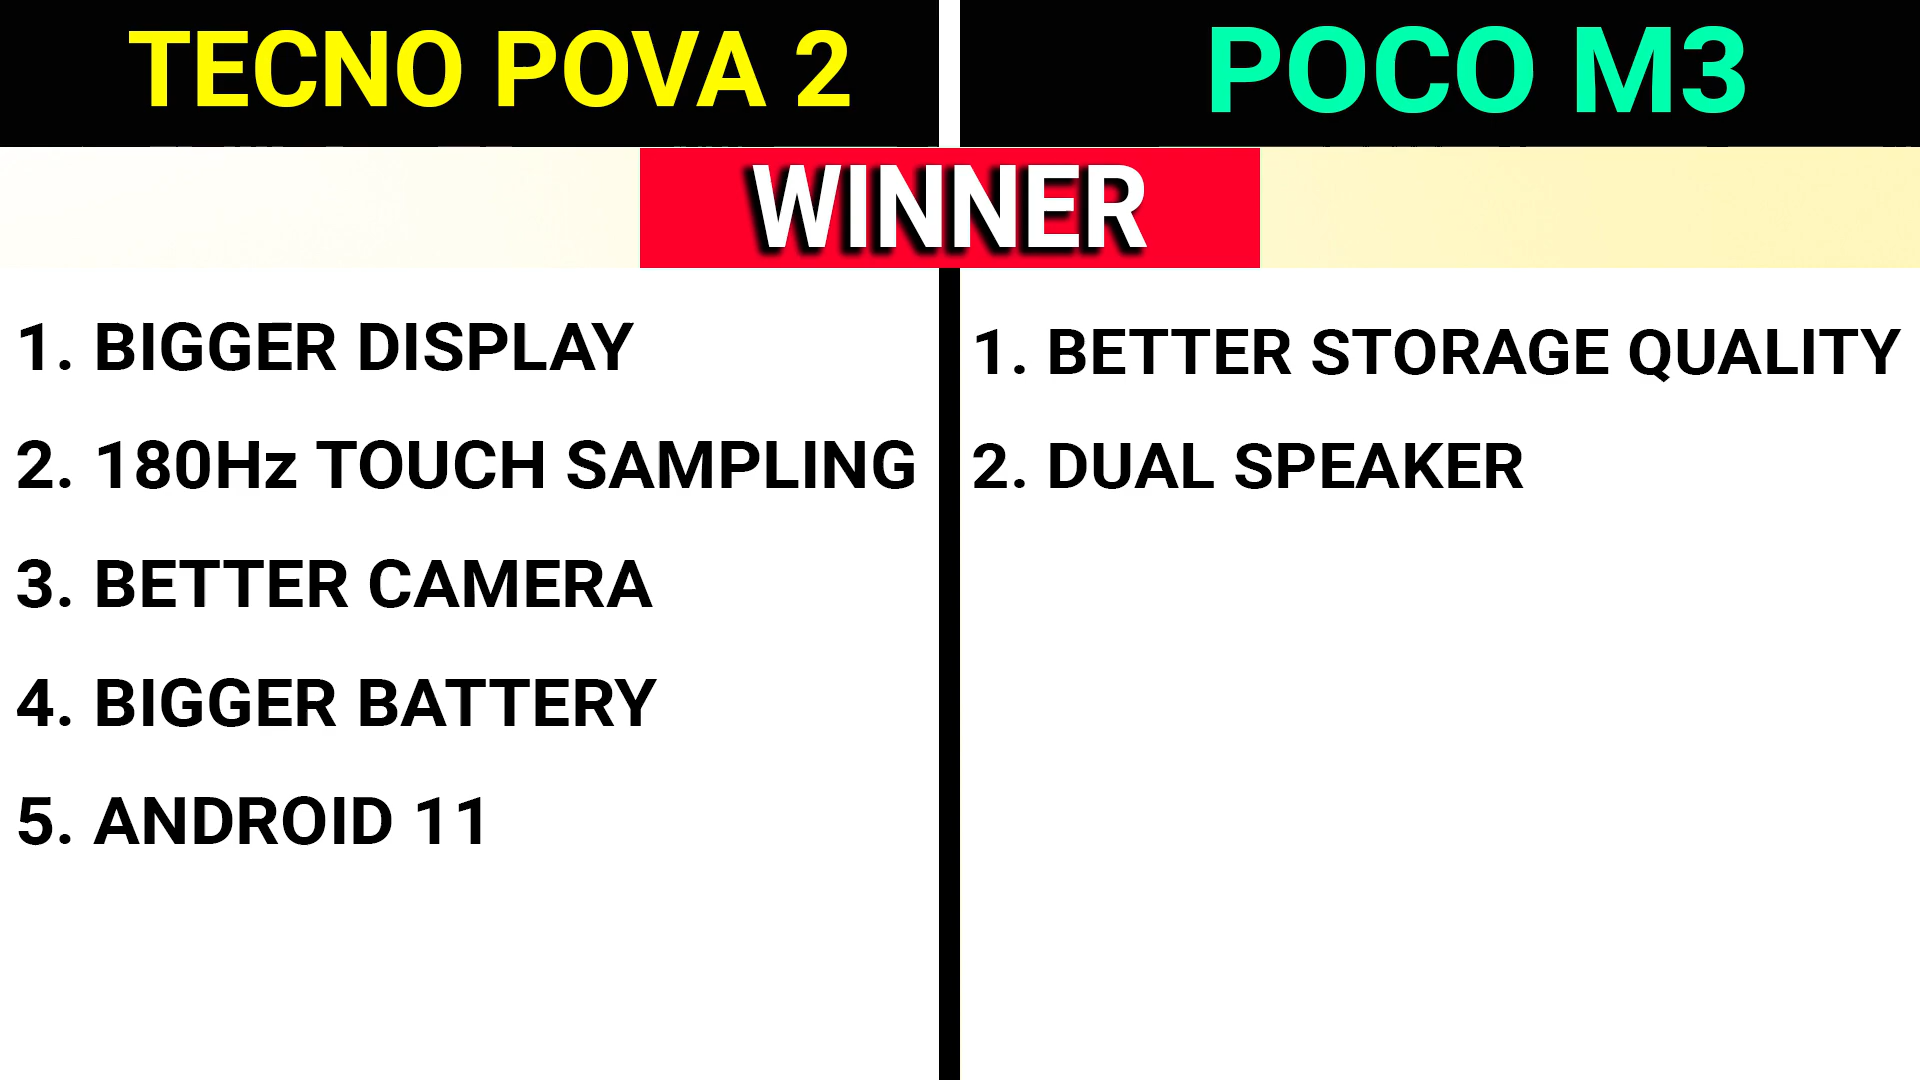 TECNO POVA 2
POCO M3
WINNER
1. BIGGER DISPLAY
2. 180Hz TOUCH SAMPLING
3. BETTER CAMERA
4. BIGGER BATTERY
5. ANDROID 11
1. BETTER STORAGE QUALITY
2. DUAL SPEAKER